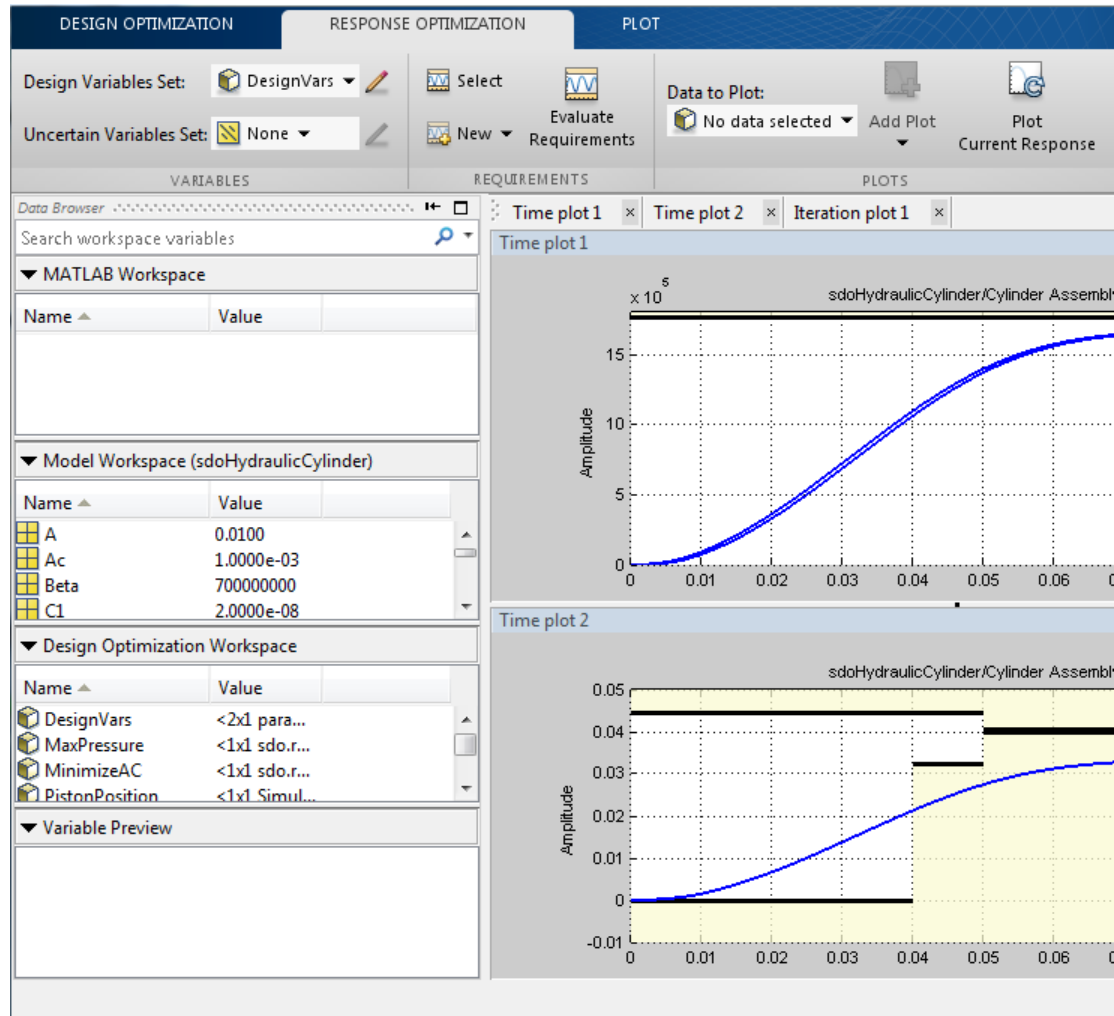 DESIGN OPTIMIZATION RESPONSE OPTIMIZATION PLOT
Design Variables Set: DesignVars
Uncertain Variables Set: None
VARIABLES
Select
New
Evaluate
Requirements
REQUIREMENTS
Data to Plot:
No data selected
Add Plot
Plot
Current Response
PLOTS
Data Browser
Search workspace variables
MATLAB Workspace
Name Value
Model Workspace (sdoHydraulicCylinder)
Name Value
A 0.0100
Ac 1.0000e-03
Beta 700000000
C1 2.0000e-08
Design Optimization Workspace
Name Value
DesignVars <2x1 para...
MaxPressure <1x1 sdo.r...
MinimizeAC <1x1 sdo.r...
PistonPosition <1x1 Simul...
Variable Preview
Time plot 1 × Time plot 2 × Iteration plot 1 ×
Time plot 1
x 10^5
sdoHydraulicCylinder/Cylinder Assembly
15
10
5
0
Amplitude
0 0.01 0.02 0.03 0.04 0.05 0.06
Time plot 2
sdoHydraulicCylinder/Cylinder Assembly
0.05
0.04
0.03
0.02
0.01
0
-0.01
Amplitude
0 0.01 0.02 0.03 0.04 0.05 0.06